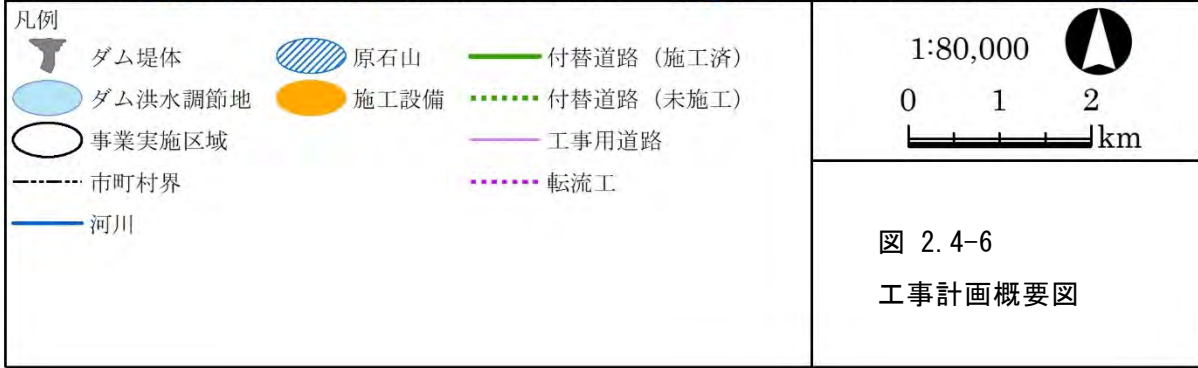 凡例
ダム堤体
原石山
付替道路（施工済）
ダム洪水調節地
施工設備
付替道路（未施工）
事業実施区域
工事用道路
市町村界
転流工
河川
1:80,000
0 1 2
km
図 2.4-6
工事計画概要図